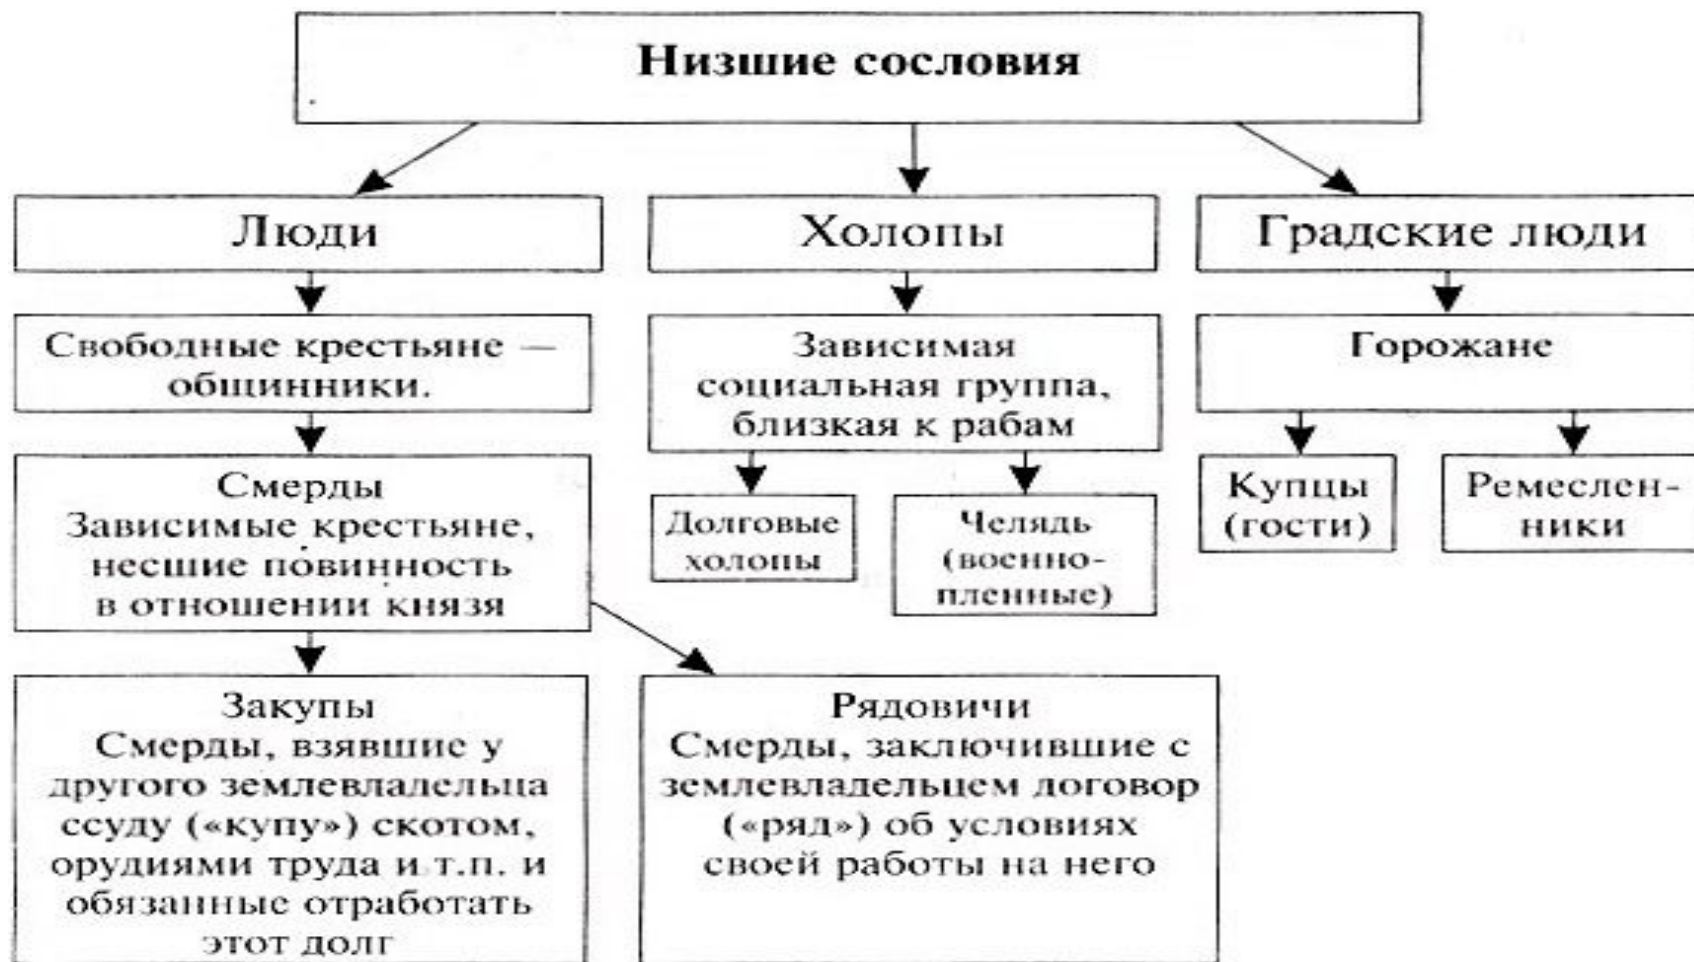 Низшие сословия
Люди
Холопы
Градские люди
Свободные крестьяне —
общинники.
Зависимая
социальная группа,
близкая к рабам
Горожане
Смерды
Зависимые крестьяне,
несшие повинность
в отношении князя
Долговые
холопы
Челядь
(военно-
пленные)
Купцы
(гости)
Ремеслен-
ники
Закупы
Смерды, взявшие у
другого землевладельца
ссуду («купу») скотом,
орудиями труда и т.п. и
обязанные отработать
этот долг
Рядовичи
Смерды, заключившие с
землевладельцем договор
(«ряд») об условиях
своей работы на него